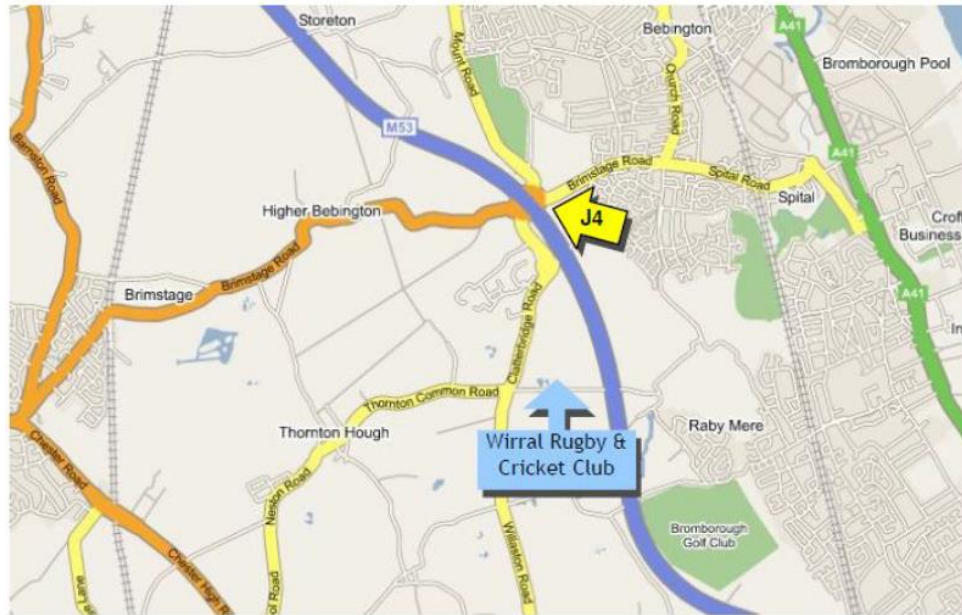 Storeton
Bebington
A41
Bromborough Pool
Mount Road
Church Road
M53
A41
Barnston Road
Brimstage Road
Spital Road
Spital
Higher Bebington
J4
Croft
Business
Brimstage Road
Brimstage
A41
Clatterbridge Road
Thornton Common Road
Thornton Hough
Raby Mere
Wirral Rugby &
Cricket Club
Chester Road
Neston Road
Willaston Road
Bromborough
Golf Club
Chester High R